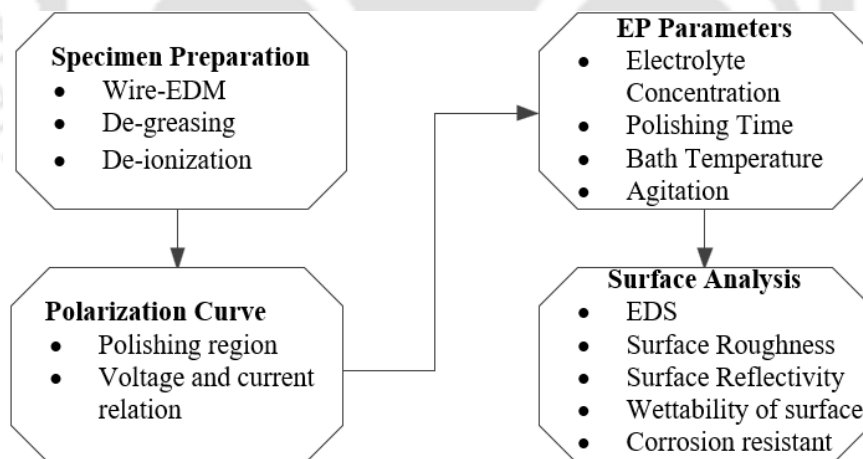 Specimen Preparation
• Wire-EDM
• De-greasing
• De-ionization
Polarization Curve
• Polishing region
• Voltage and current
relation
EP Parameters
• Electrolyte
Concentration
• Polishing Time
• Bath Temperature
• Agitation
Surface Analysis
• EDS
• Surface Roughness
• Surface Reflectivity
• Wettability of surface
• Corrosion resistant